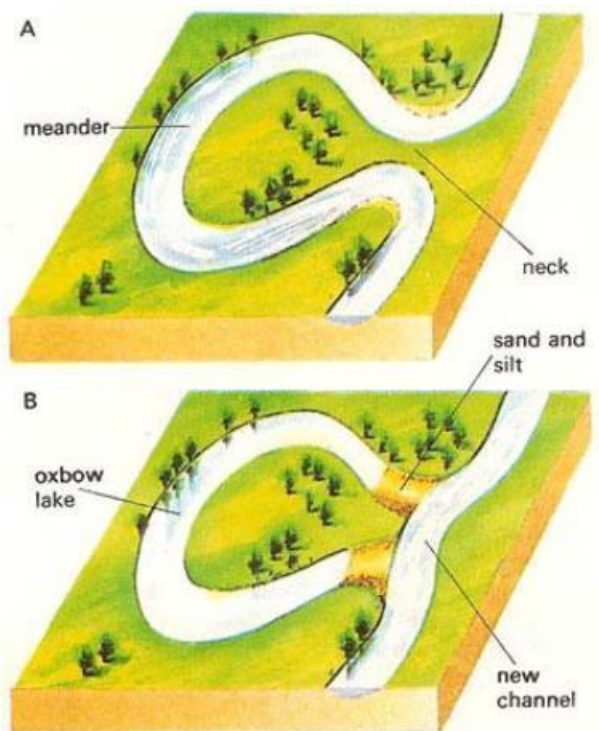 A
meander
neck
sand and
silt
B
oxbow
lake
new
channel